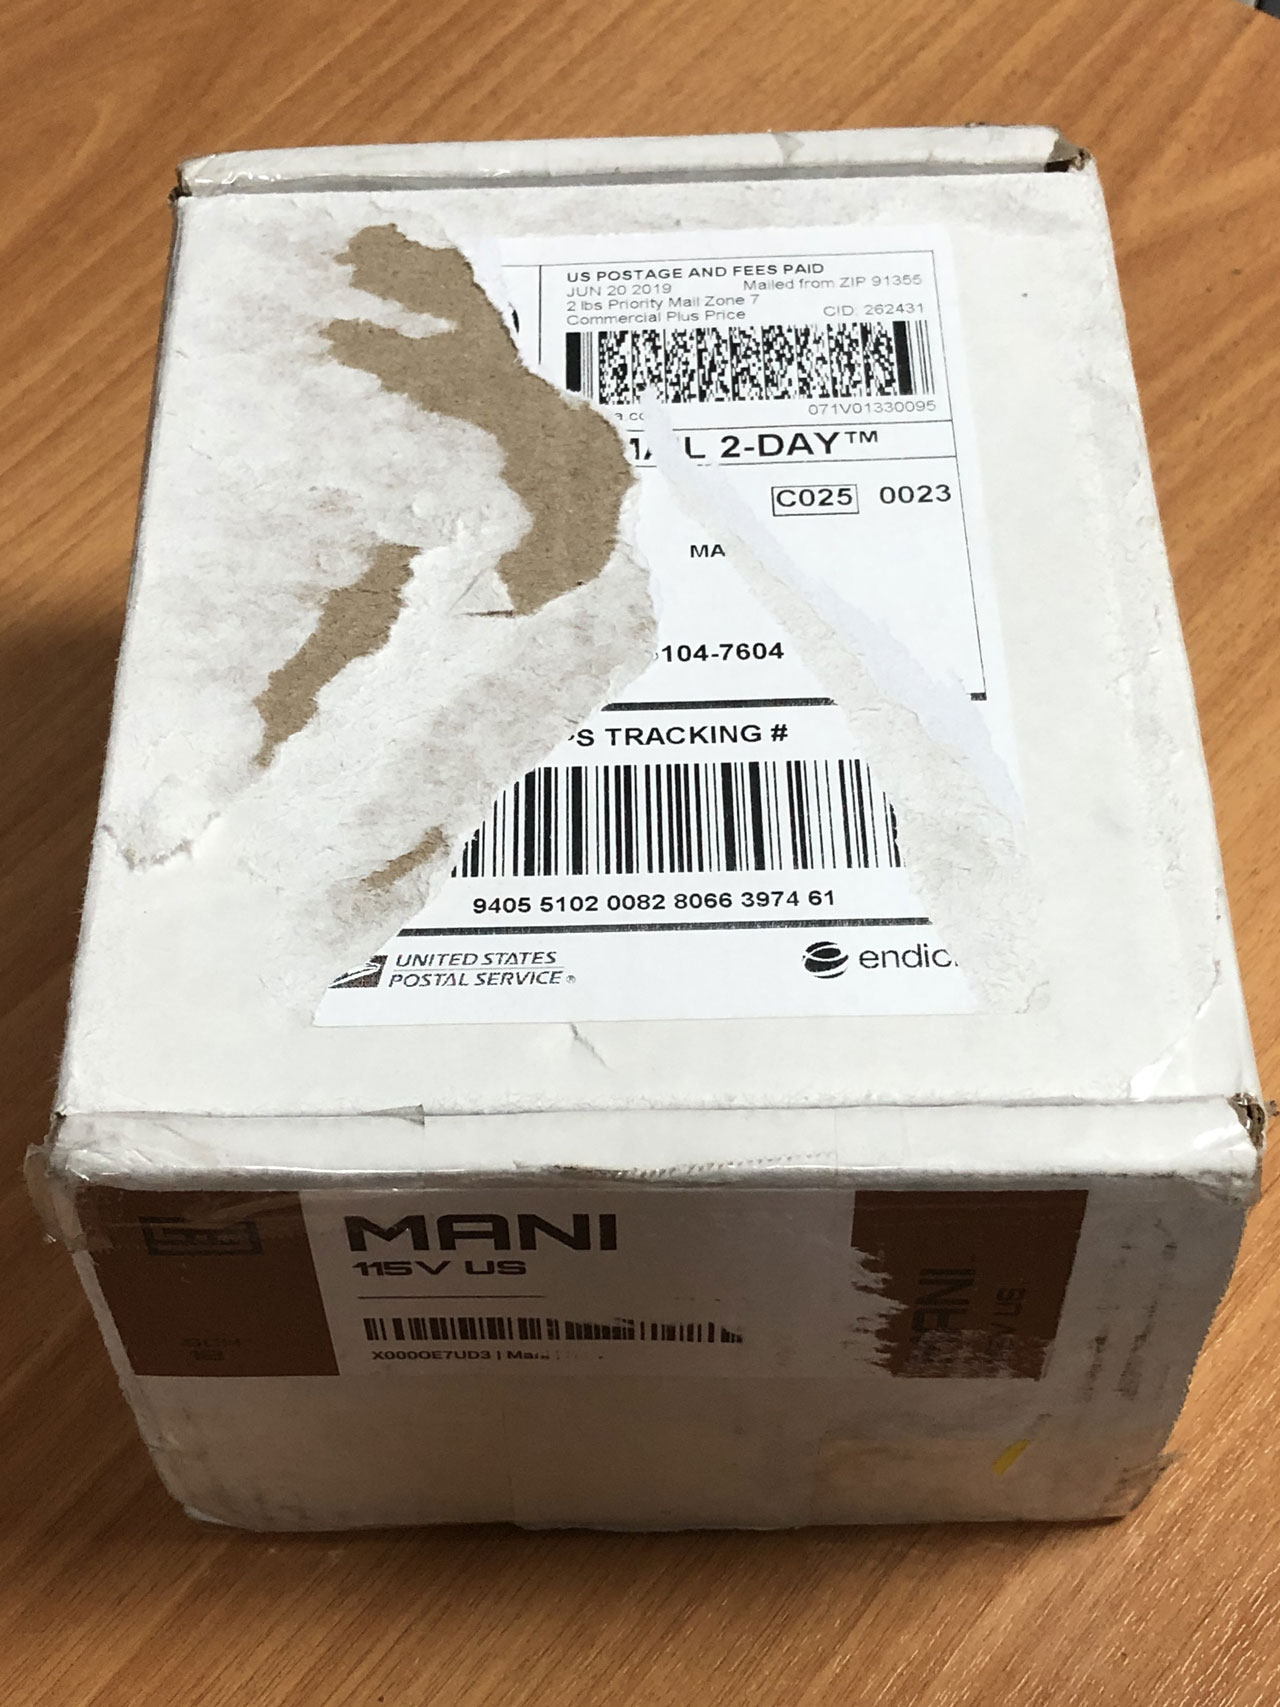 US POSTAGE AND FEES PAID
JUN 20 2019 Mailed from ZIP 91355
2 lbs Priority Mail Zone 7
Commercial Plus Price CID: 262431
071V01330095
L 2-DAY™
C025 0023
MA
104-7604
S TRACKING #
9405 5102 0082 8066 3974 61
UNITED STATES
POSTAL SERVICE®
endic
MANI
115V US
X0000E7UD3 | Ma
MANI
V US